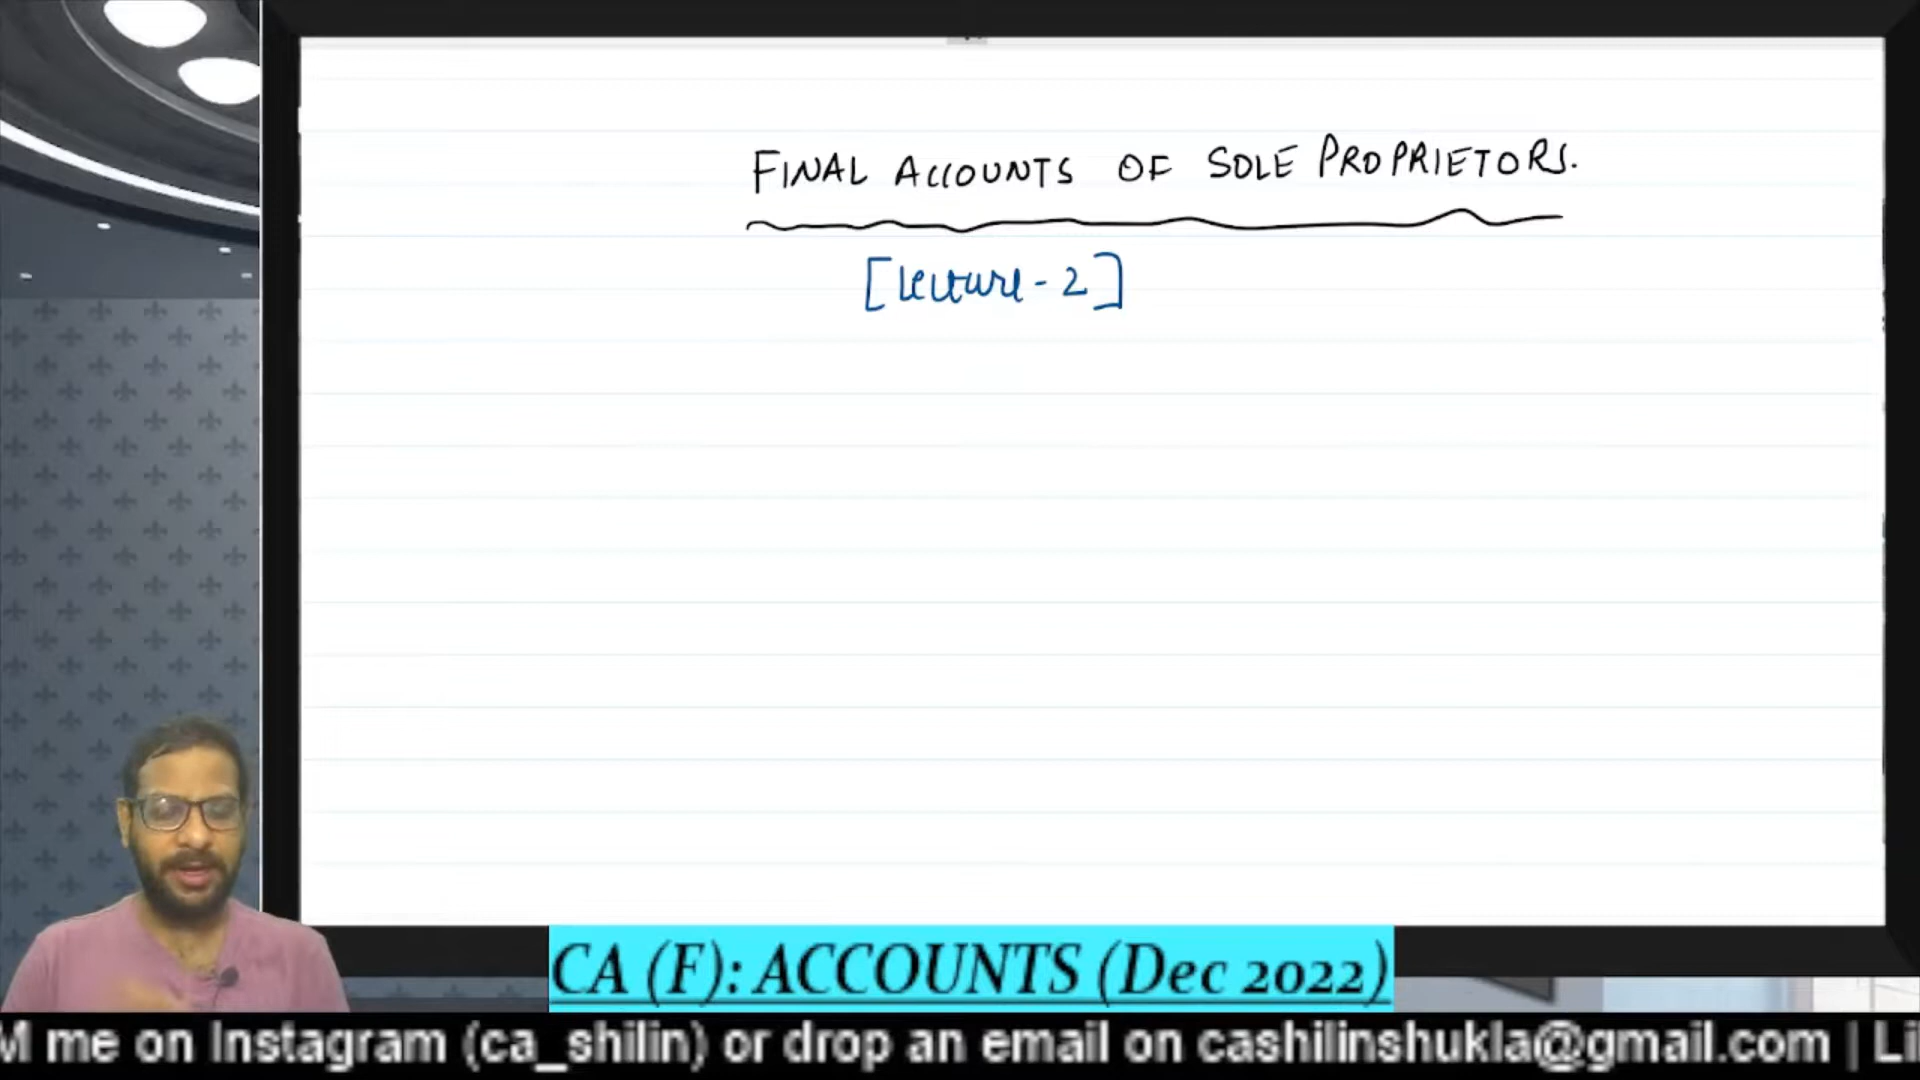 FINAL ACCOUNTS OF SOLE PROPRIETORS.
[Lecture - 2]
CA (F): ACCOUNTS (Dec 2022)
me on Instagram (ca_shilin) or drop an email on cashilinshukla@gmail.com |